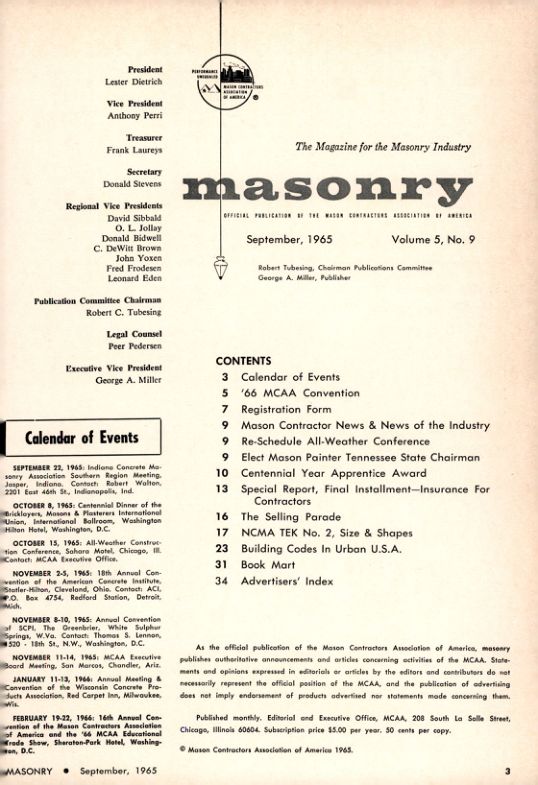 President
Lester Dietrich
Vice President
Anthony Perri
Treasurer
Frank Laureys
Secretary
Donald Stevens
Regional Vice Presidents
David Sibbald
O. L. Jollay
Donald Bidwell
C. DeWitt Brown
John Yoxen
Fred Frodesen
Leonard Eden
Publication Committee Chairman
Robert C. Tubesing
Legal Counsel
Peer Pedersen
Executive Vice President
George A. Miller
PERFORMANCE
UNEQUALED
MASON CONTRACTORS
ASSOCIATION
OF AMERICA
®
The Magazine for the Masonry Industry
masonry
OFFICIAL PUBLICATION OF THE MASON CONTRACTORS ASSOCIATION OF AMERICA
September, 1965 Volume 5, No. 9
Robert Tubesing, Chairman Publications Committee
George A. Miller, Publisher
CONTENTS
3 Calendar of Events
5 '66 MCAA Convention
7 Registration Form
9 Mason Contractor News & News of the Industry
9 Re-Schedule All-Weather Conference
9 Elect Mason Painter Tennessee State Chairman
10 Centennial Year Apprentice Award
13 Special Report, Final Installment—Insurance For
Contractors
16 The Selling Parade
17 NCMA TEK No. 2, Size & Shapes
23 Building Codes In Urban U.S.A.
31 Book Mart
34 Advertisers' Index
Calendar of Events
SEPTEMBER 22, 1965: Indiana Concrete Ma-
sonry Association Southern Region Meeting,
Jasper, Indiana. Contact: Robert Walton,
2201 East 46th St., Indianapolis, Ind.
OCTOBER 8, 1965: Centennial Dinner of the
Bricklayers, Masons & Plasterers International
Union, International Ballroom, Washington
Hilton Hotel, Washington, D.C.
OCTOBER 15, 1965: All-Weather Construc-
tion Conference, Sahara Motel, Chicago, Ill.
Contact: MCAA Executive Office.
NOVEMBER 2-5, 1965: 18th Annual Con-
vention of the American Concrete Institute,
Statler-Hilton, Cleveland, Ohio. Contact: ACI,
P.O. Box 4754, Redford Station, Detroit,
Mich.
NOVEMBER 8-10, 1965: Annual Convention
of SCPI, The Greenbrier, White Sulphur
Springs, W.Va. Contact: Thomas S. Lennon,
1520 - 18th St., N.W., Washington, D.C.
NOVEMBER 11-14, 1965: MCAA Executive
Board Meeting, San Marcos, Chandler, Ariz.
JANUARY 11-13, 1966: Annual Meeting &
Convention of the Wisconsin Concrete Pro-
ducts Association, Red Carpet Inn, Milwaukee,
Wis.
FEBRUARY 19-22, 1966: 16th Annual Con-
vention of the Mason Contractors Association
of America and the '66 MCAA Educational
Trade Show, Sheraton-Park Hotel, Washing-
ton, D.C.
As the official publication of the Mason Contractors Association of America, masonry
publishes authoritative announcements and articles concerning activities of the MCAA. State-
ments and opinions expressed in editorials or articles by the editors and contributors do not
necessarily represent the official position of the MCAA, and the publication of advertising
does not imply endorsement of products advertised nor statements made concerning them.
Published monthly. Editorial and Executive Office, MCAA, 208 South La Salle Street,
Chicago, Illinois 60604. Subscription price $5.00 per year. 50 cents per copy.
© Mason Contractors Association of America 1965.
MASONRY • September, 1965 3